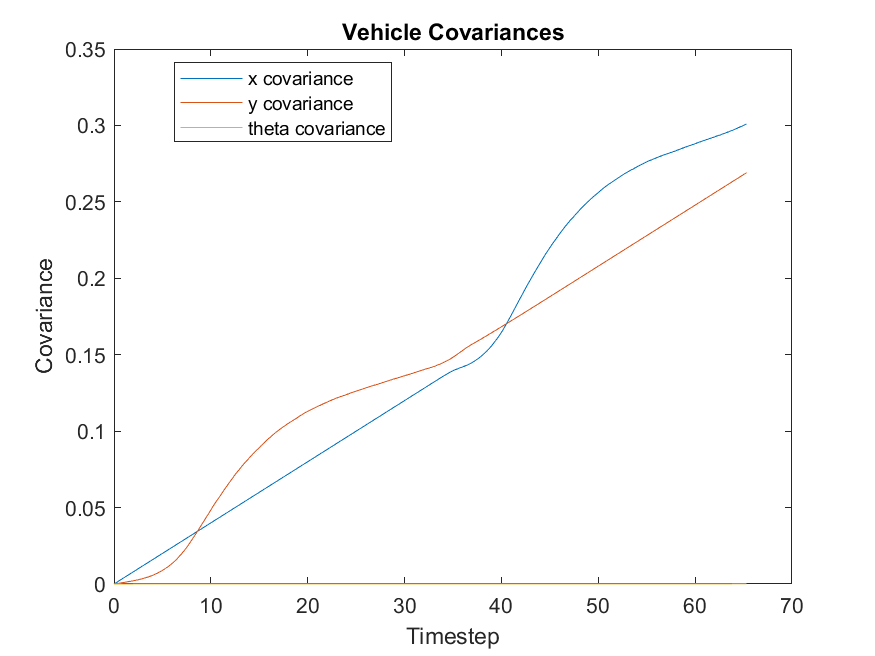 Vehicle Covariances
0.35
0.3
0.25
0.2
0.15
0.1
0.05
0
Covariance
x covariance
y covariance
theta covariance
0 10 20 30 40 50 60 70
Timestep